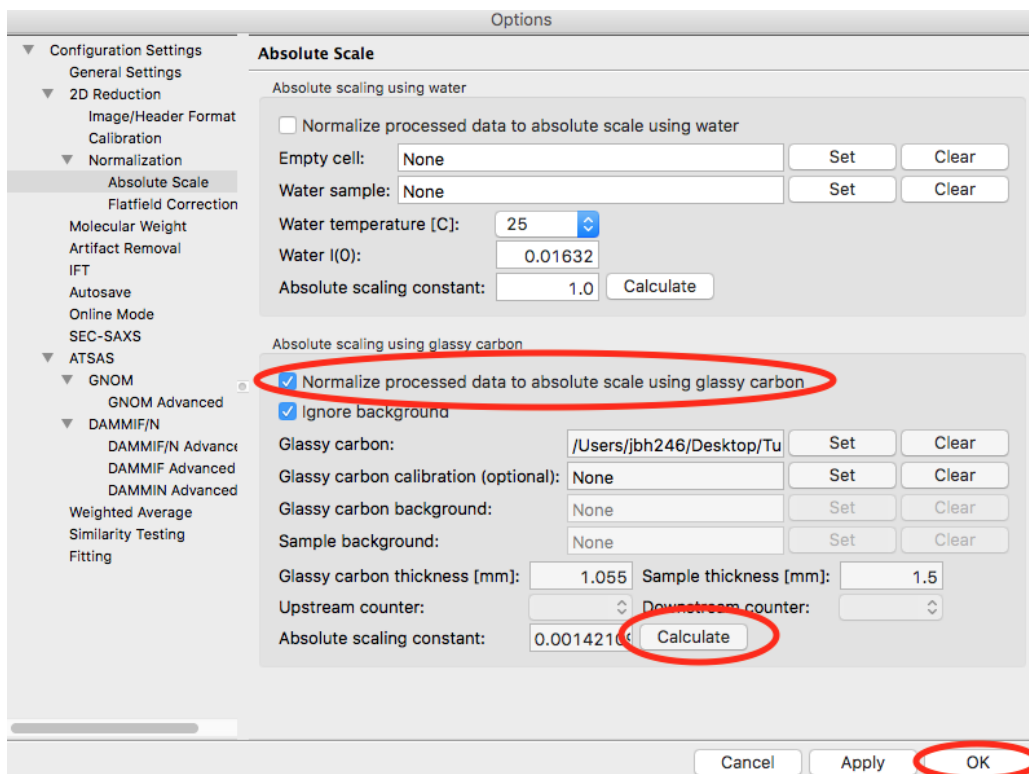 Options
Configuration Settings
General Settings
2D Reduction
Image/Header Format
Calibration
Normalization
Absolute Scale
Flatfield Correction
Molecular Weight
Artifact Removal
IFT
Autosave
Online Mode
SEC-SAXS
ATSAS
GNOM
GNOM Advanced
DAMMIF/N
DAMMIF/N Advance
DAMMIF Advanced
DAMMIN Advanced
Weighted Average
Similarity Testing
Fitting
Absolute Scale
Absolute scaling using water
Normalize processed data to absolute scale using water
Empty cell: None Set Clear
Water sample: None Set Clear
Water temperature [C]: 25
Water I(0): 0.01632
Absolute scaling constant: 1.0 Calculate
Absolute scaling using glassy carbon
Normalize processed data to absolute scale using glassy carbon
Ignore background
Glassy carbon: /Users/jbh246/Desktop/Tu Set Clear
Glassy carbon calibration (optional): None Set Clear
Glassy carbon background: None Set Clear
Sample background: None Set Clear
Glassy carbon thickness [mm]: 1.055 Sample thickness [mm]: 1.5
Upstream counter: Downstream counter:
Absolute scaling constant: 0.0014210 Calculate
Cancel Apply OK